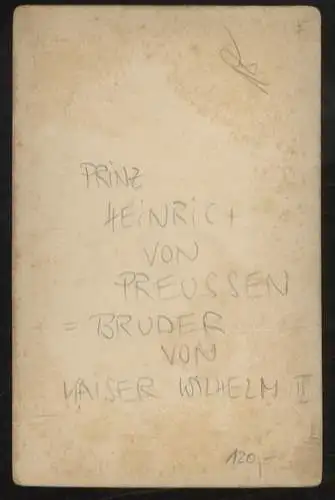 PRINZ
HEINRICH
VON
PREUSSEN
= BRUDER
VON
KAISER WILHELM II
120,-